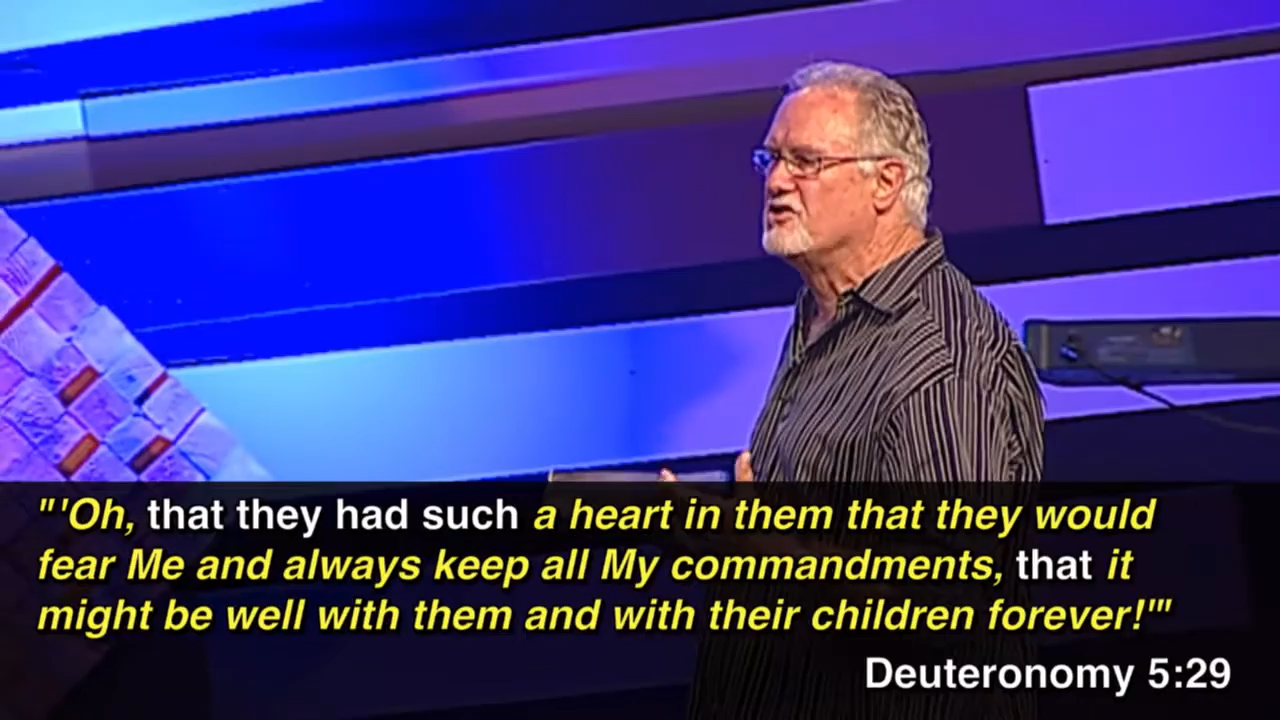 "'Oh, that they had such a heart in them that they would
fear Me and always keep all My commandments, that it
might be well with them and with their children forever!'"
Deuteronomy 5:29